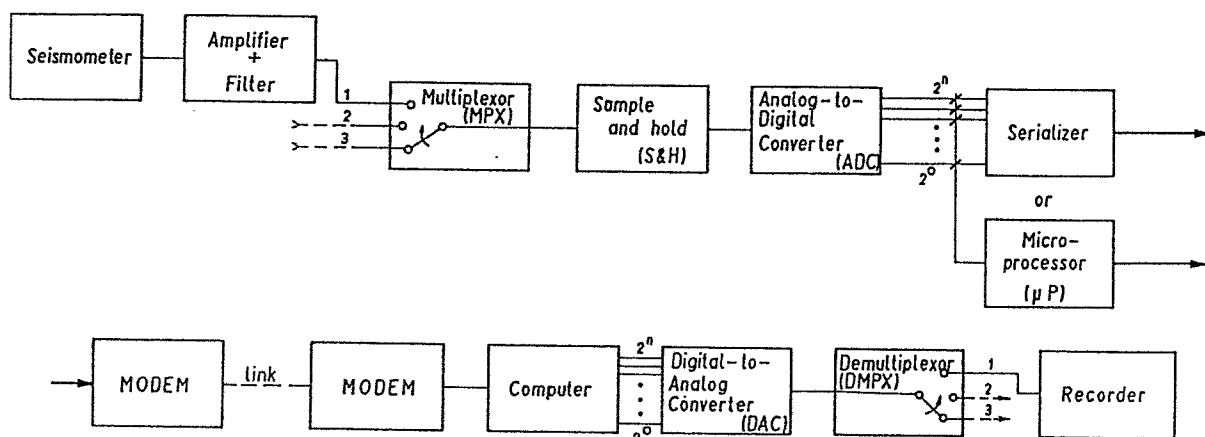 Seismometer
Amplifier
+
Filter
1
2
3
Multiplexor
(MPX)
Sample
and hold
(S&H)
Analog-to-
Digital
Converter
(ADC)
2ⁿ
2⁰
Serializer
or
Micro-
processor
(μP)
MODEM
link
MODEM
Computer
2ⁿ
2⁰
Digital-to-
Analog
Converter
(DAC)
Demultiplexor
(DMPX)
1
2
3
Recorder